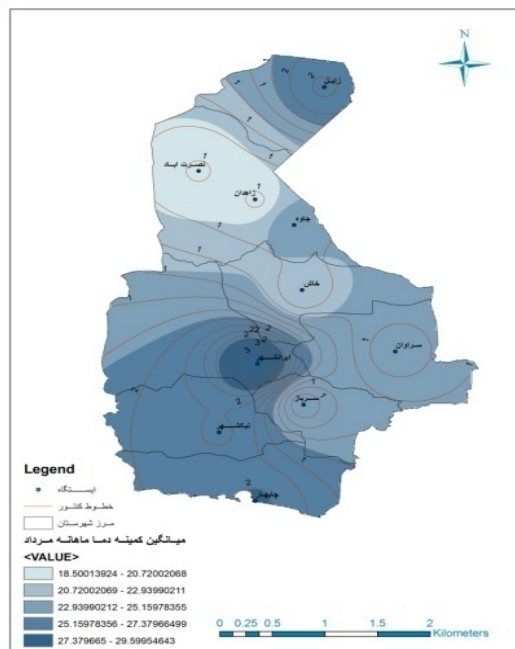 N
زابل
نصرت اباد
زاهدان
جاوه
خاش
سراوان
ایرانشهر
سرباز
نیکشهر
چابهار
Legend
ایستگاه
خطوط کنتور
مرز شهرستان
میانگین کمینه دما ماهانه مرداد
<VALUE>
18.50013924 - 20.72002068
20.72002069 - 22.93990211
22.93990212 - 25.15978355
25.15978356 - 27.37966499
27.379665 - 29.59954643
0 0.25 0.5 1 1.5 2
Kilometers